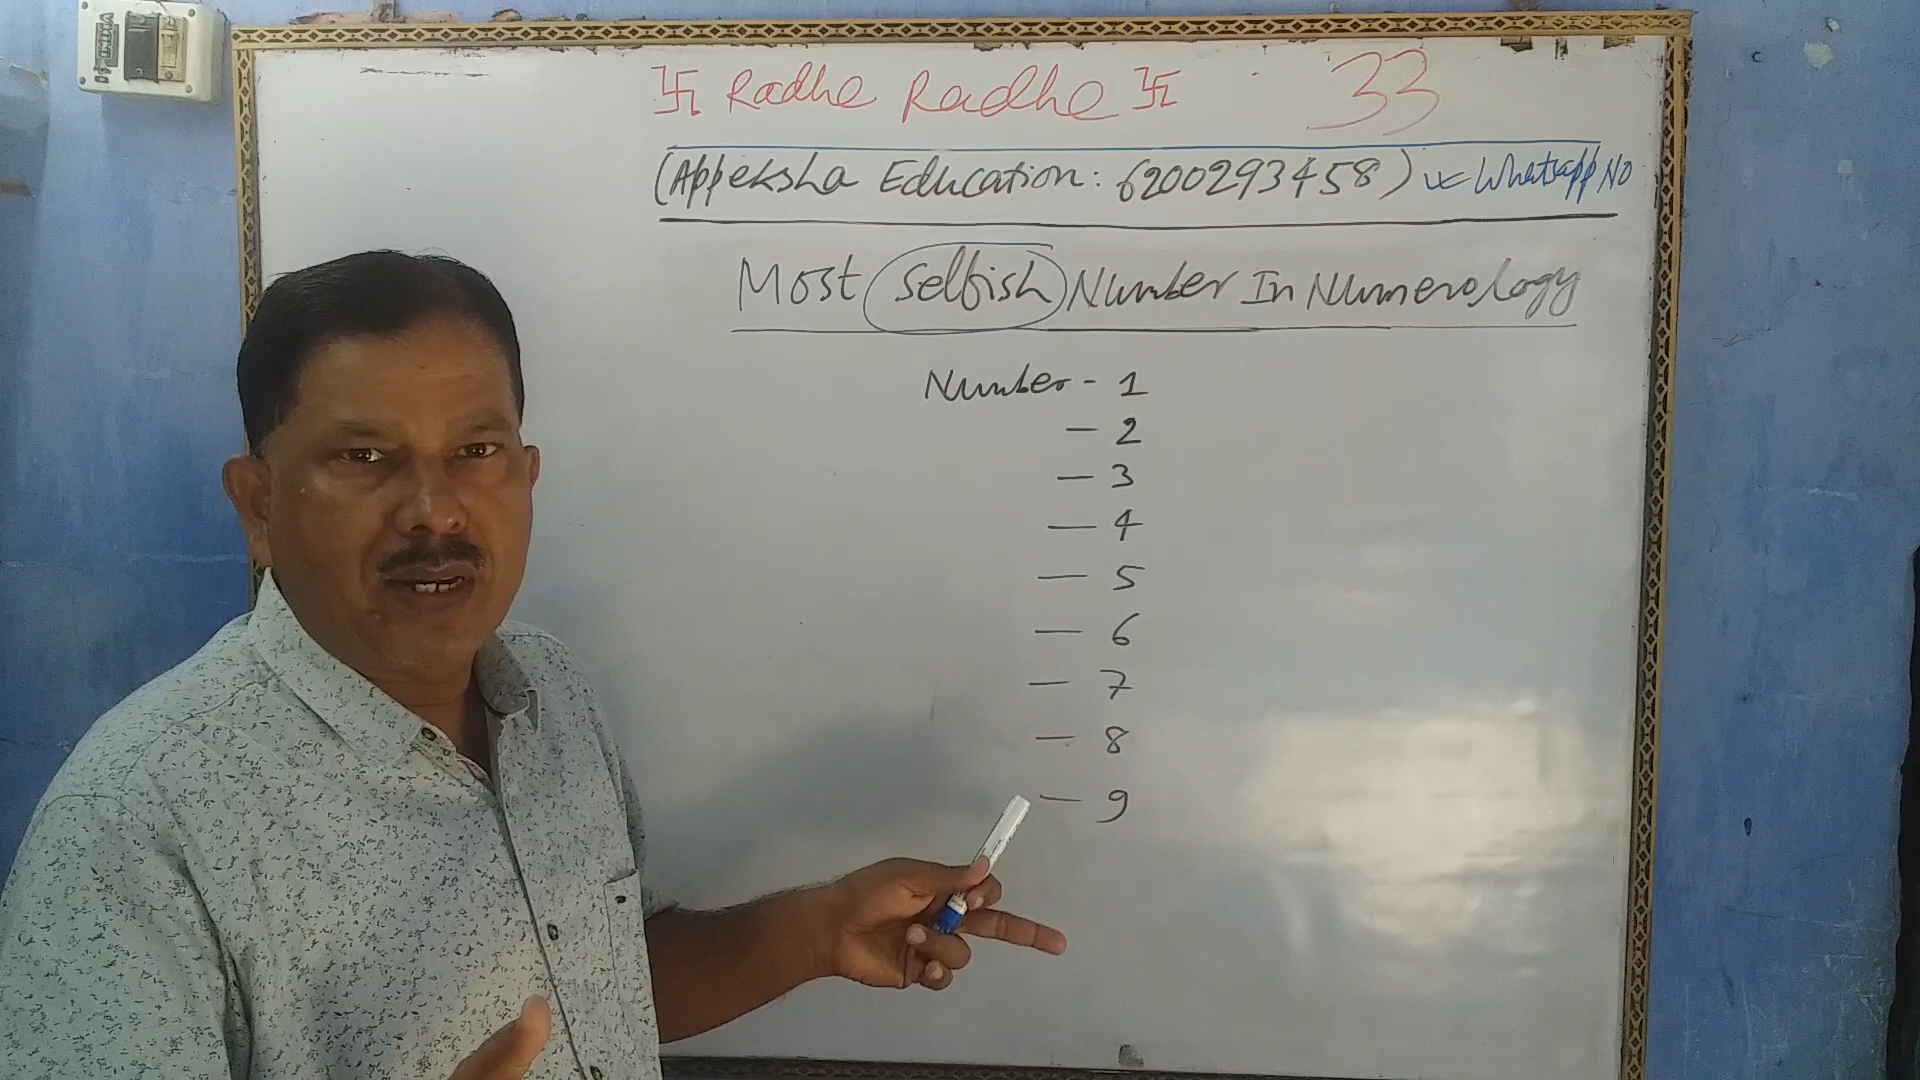 卐 Radhe Radhe 卐 33
(Appeksha Education: 6200293458) Whatsapp No
Most Selfish Number In Numerology
Number - 1
- 2
- 3
- 4
- 5
- 6
- 7
- 8
- 9